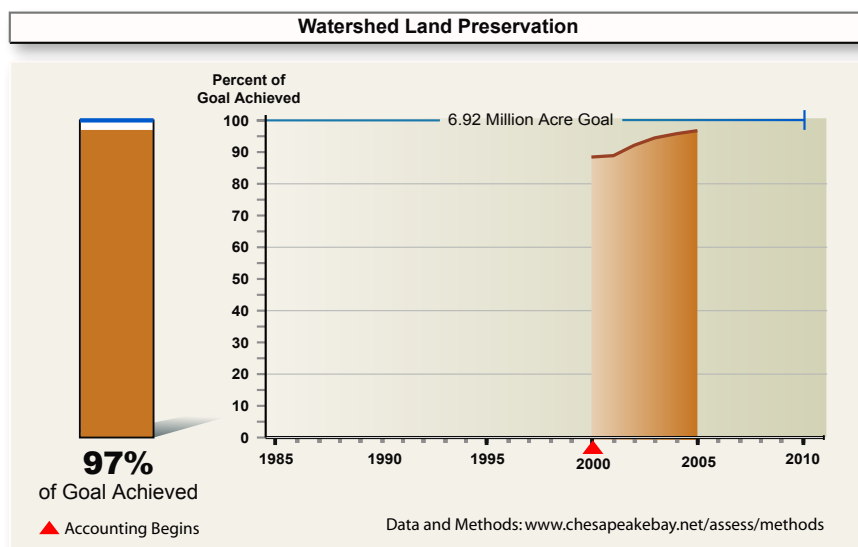 Watershed Land Preservation
Percent of
Goal Achieved
6.92 Million Acre Goal
100
90
80
70
60
50
40
30
20
10
0
1985 1990 1995 2000 2005 2010
97%
of Goal Achieved
Accounting Begins
Data and Methods: www.chesapeakebay.net/assess/methods